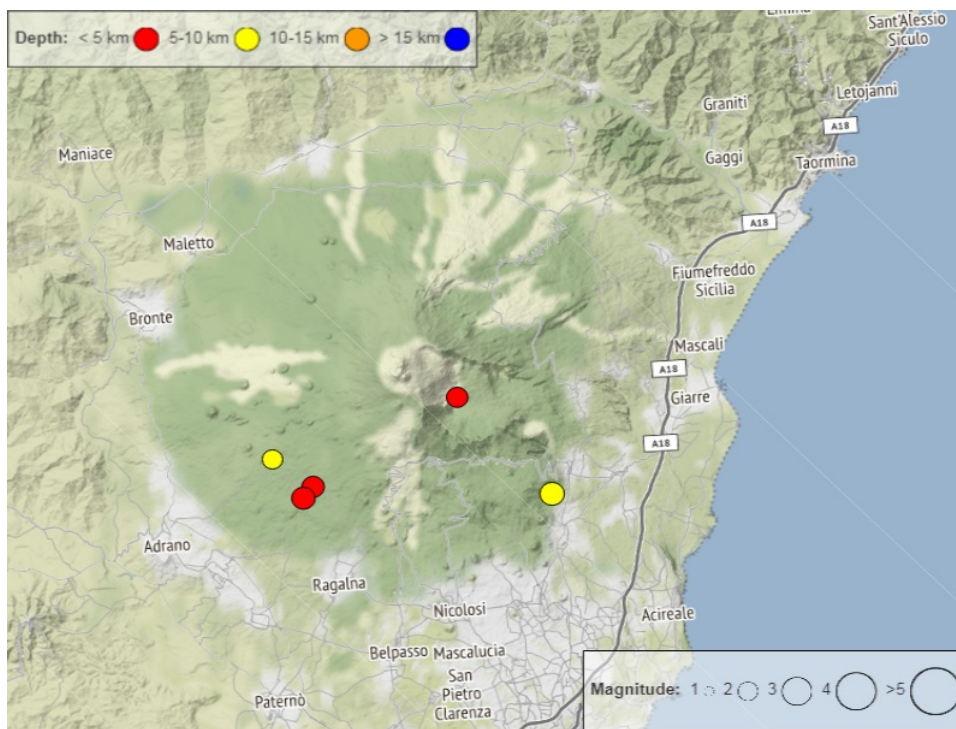 Depth: < 5 km 5-10 km 10-15 km > 15 km
Sant'Alessio
Siculo
Letojanni
Graniti
A18
Maniace
Gaggi
Taormina
A18
Maletto
Fiumefreddo
Sicilia
Bronte
Mascali
A18
Giarre
A18
Adrano
Ragalna
Nicolosi
Acireale
Belpasso
Mascalucia
San
Pietro
Clarenza
Paternò
Magnitude: 1 2 3 4 >5